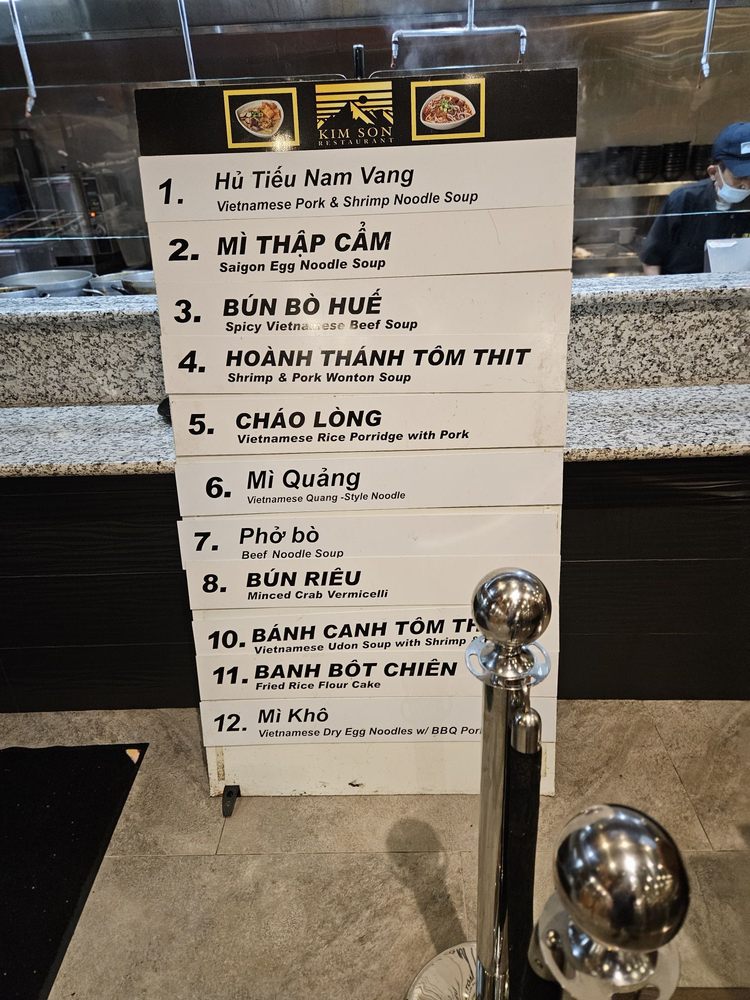 KIM SON
RESTAURANT
1. Hủ Tiếu Nam Vang
Vietnamese Pork & Shrimp Noodle Soup
2. MÌ THẬP CẨM
Saigon Egg Noodle Soup
3. BÚN BÒ HUẾ
Spicy Vietnamese Beef Soup
4. HOÀNH THÁNH TÔM THIT
Shrimp & Pork Wonton Soup
5. CHÁO LÒNG
Vietnamese Rice Porridge with Pork
6. Mì Quảng
Vietnamese Quang -Style Noodle
7. Phở bò
Beef Noodle Soup
8. BÚN RIÊU
Minced Crab Vermicelli
10. BÁNH CANH TÔM
Vietnamese Udon Soup with Shrimp
11. BANH BỘT CHIÊN
Fried Rice Flour Cake
12. Mì Khô
Vietnamese Dry Egg Noodles w/ BBQ